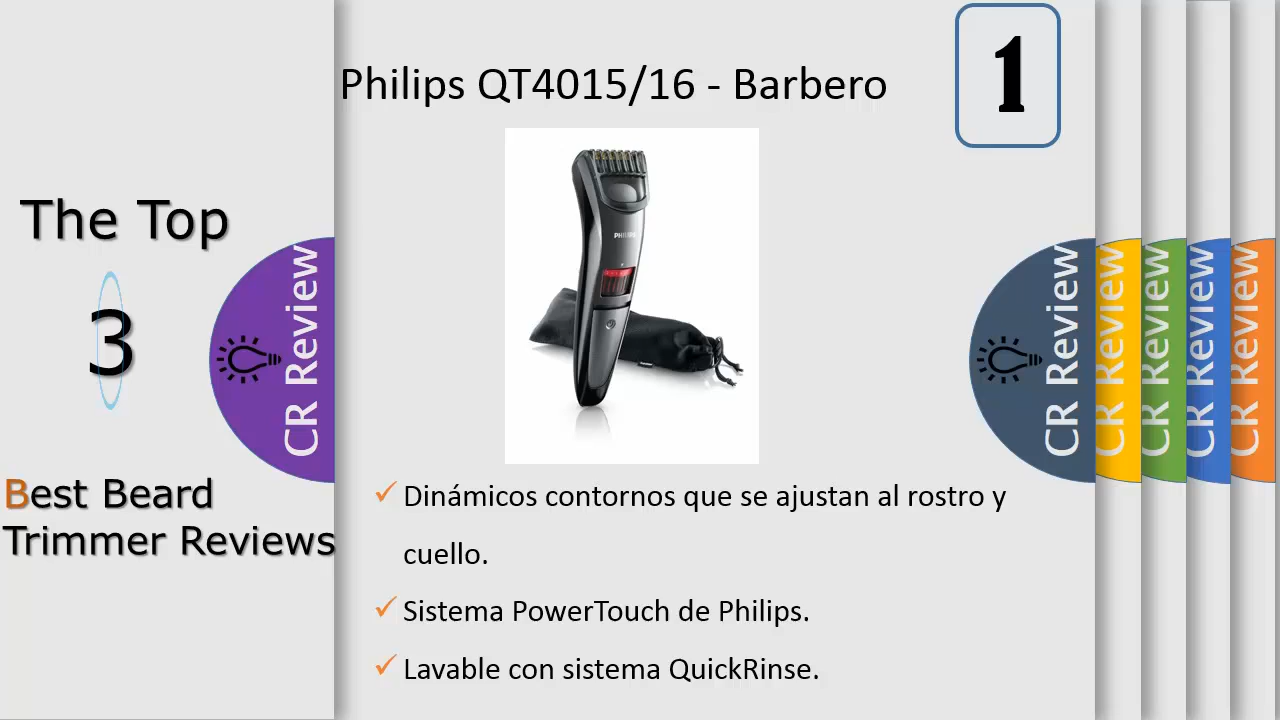 Philips QT4015/16 - Barbero
1
The Top
3
Best Beard
Trimmer Reviews
CR Review
PHILIPS
Dinámicos contornos que se ajustan al rostro y
cuello.
Sistema PowerTouch de Philips.
Lavable con sistema QuickRinse.
CR Review
CR Review
CR Review
CR Review
CR Review